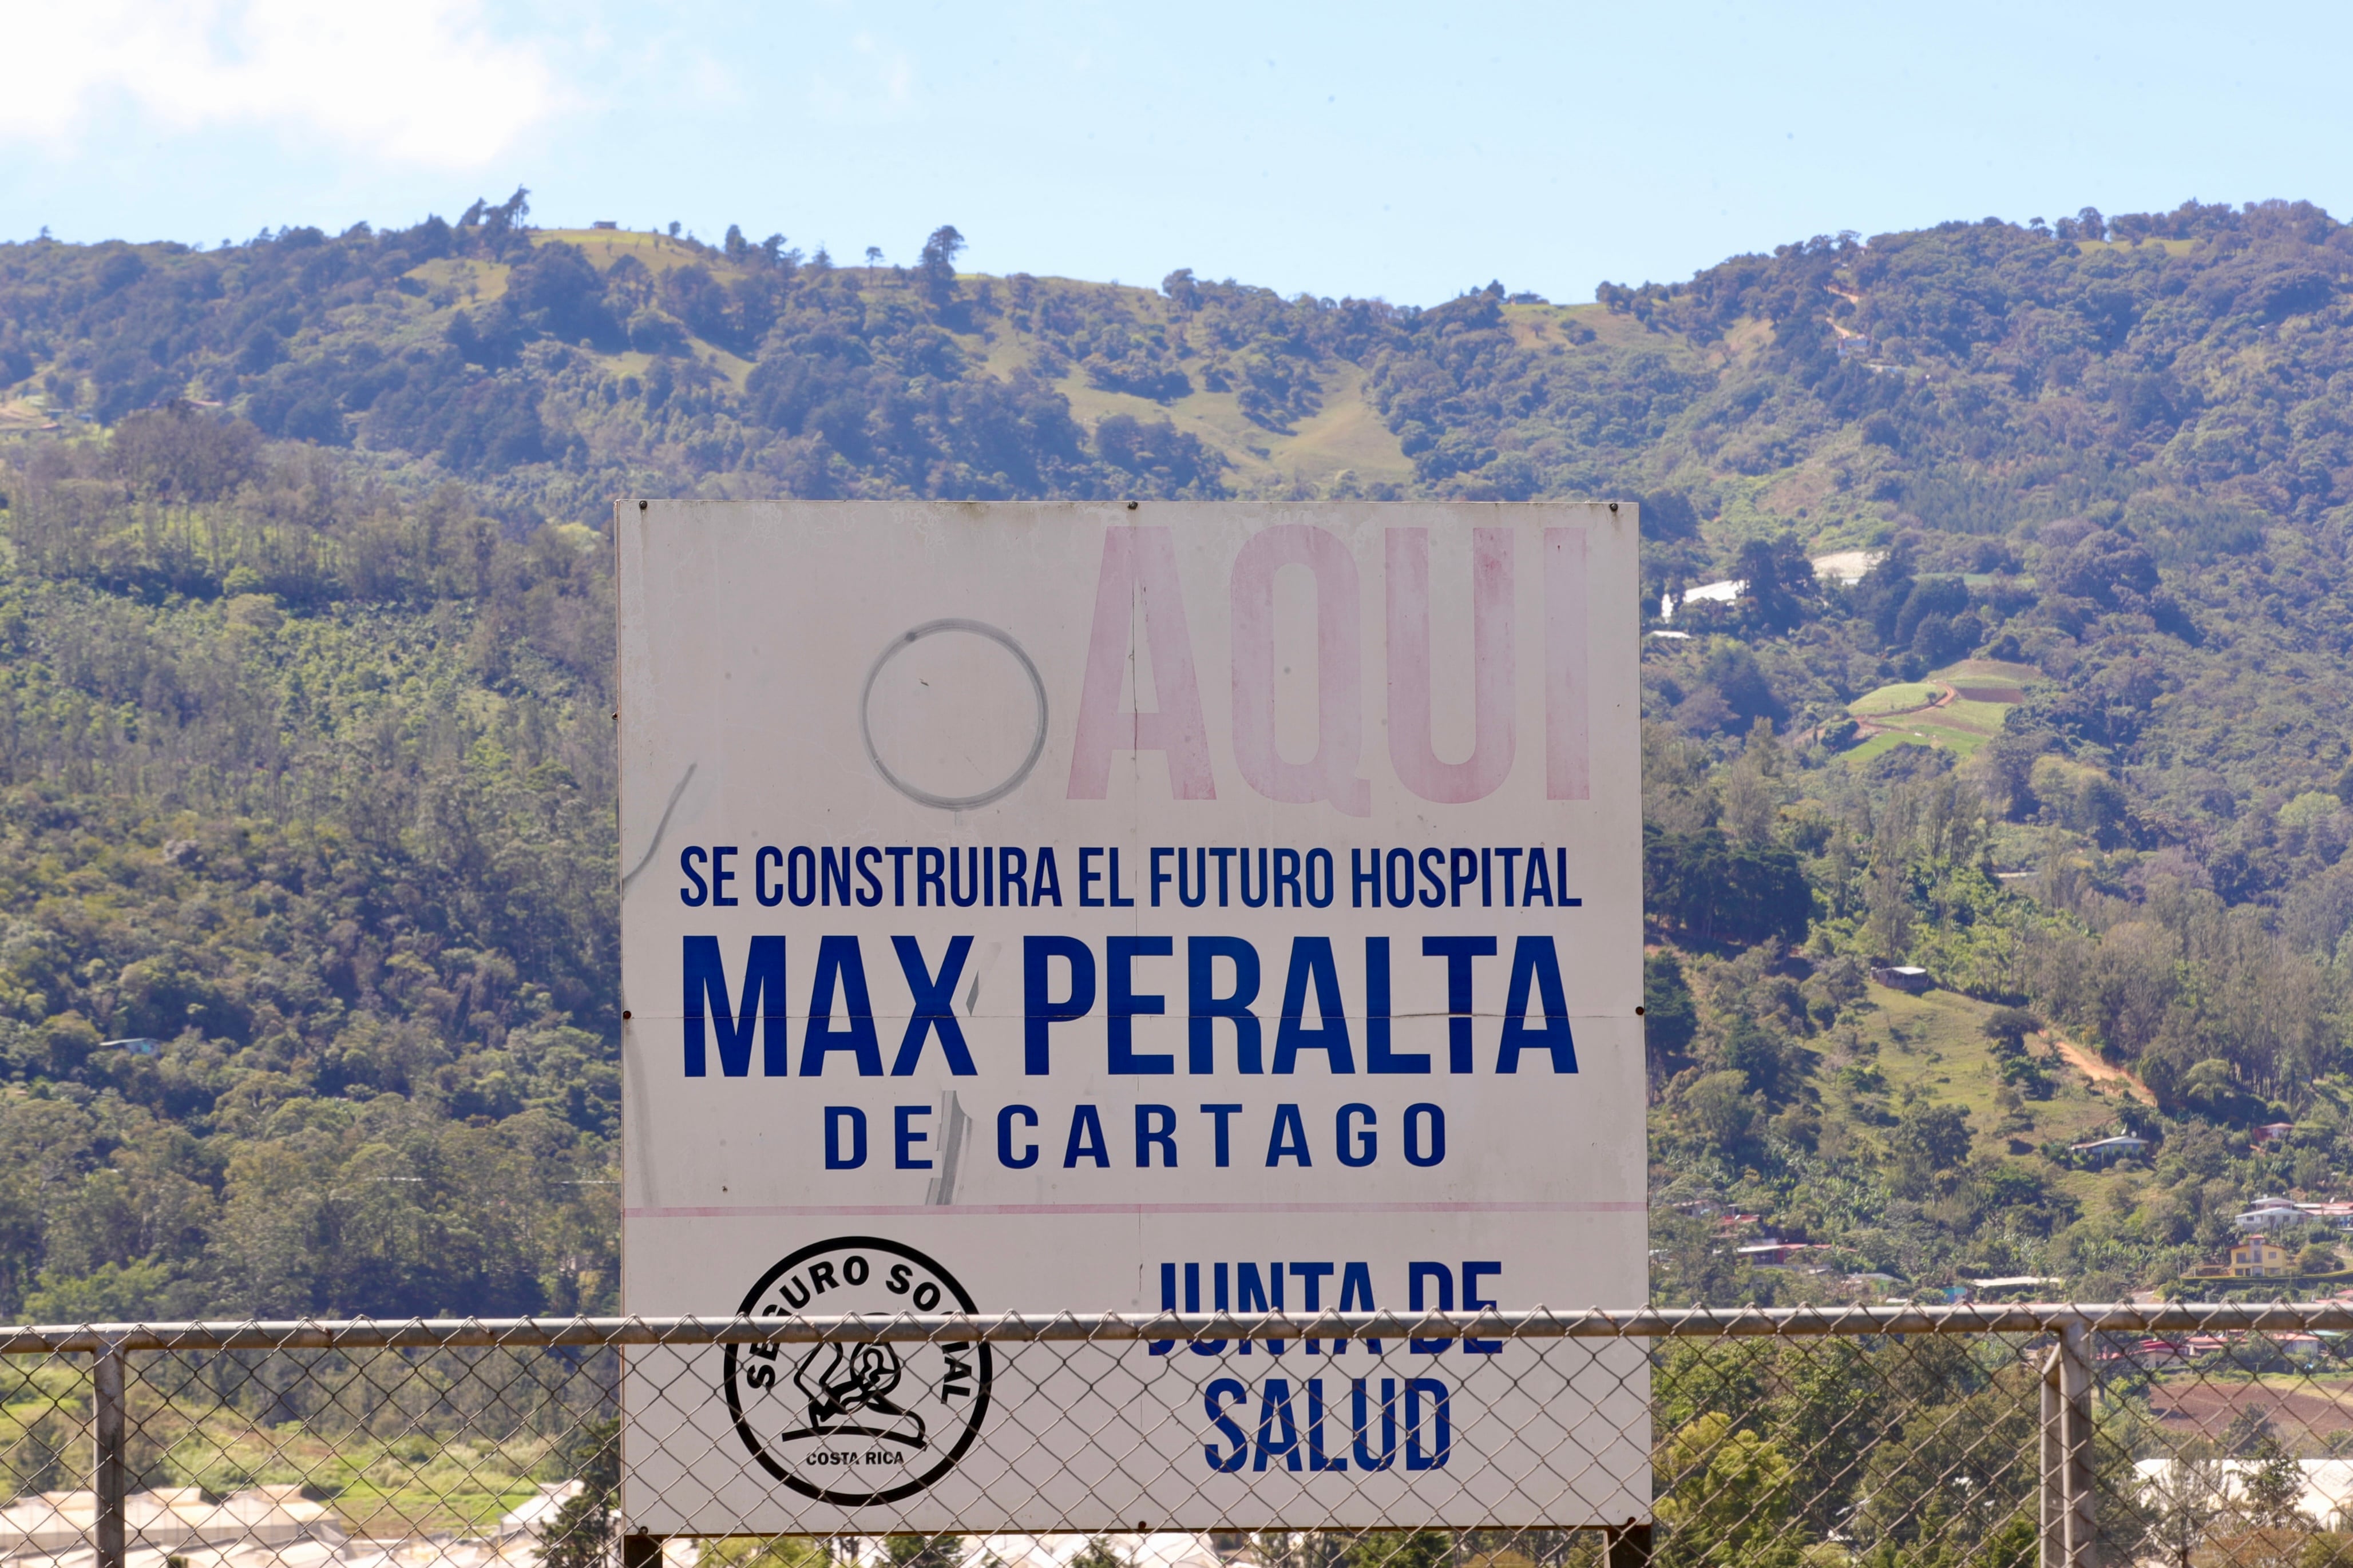 AQUI
SE CONSTRUIRA EL FUTURO HOSPITAL
MAX PERALTA
DE CARTAGO
SEGURO SOCIAL
COSTA RICA
JUNTA DE
SALUD